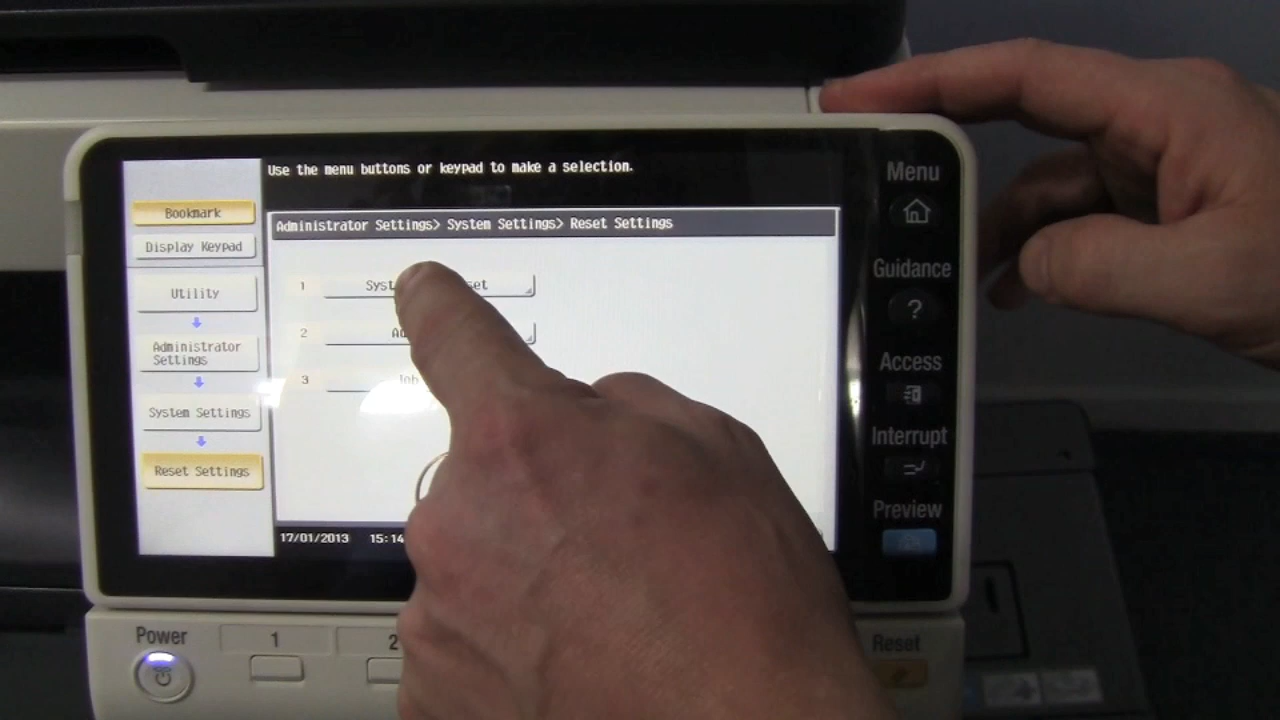 Use the menu buttons or keypad to make a selection.
Bookmark
Display Keypad
Utility
Administrator
Settings
System Settings
Reset Settings
Administrator Settings> System Settings> Reset Settings
1
2
3 Job
17/01/2013 15:14
Menu
Guidance
?
Access
Interrupt
Preview
Power
1
2
Reset